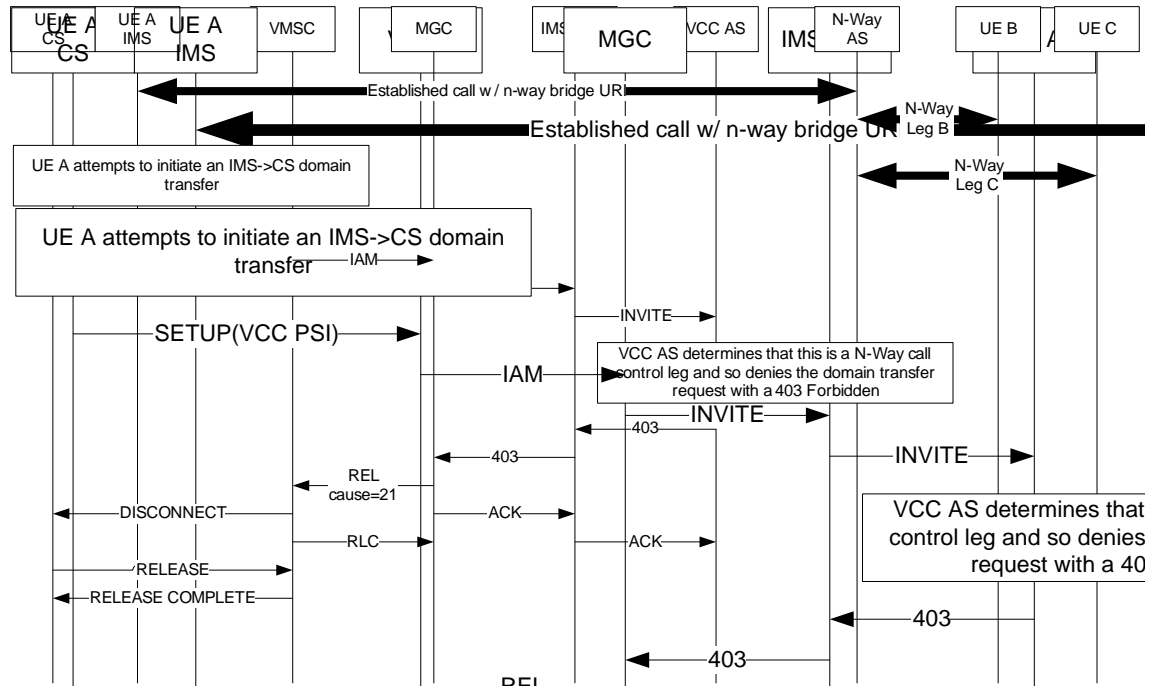 UE A
CS
UE A
IMS
UE A
CS
UE A
IMS
VMSC
MGC
IMS
MGC
VCC AS
IMS
N-Way
AS
UE B
UE C
Established call w/ n-way bridge URI
N-Way
Leg B
Established call w/ n-way bridge UR
UE A attempts to initiate an IMS->CS domain
transfer
N-Way
Leg C
UE A attempts to initiate an IMS->CS domain
transfer
IAM
INVITE
SETUP(VCC PSI)
VCC AS determines that this is a N-Way call
control leg and so denies the domain transfer
request with a 403 Forbidden
IAM
INVITE
403
403
INVITE
REL
cause=21
DISCONNECT
ACK
VCC AS determines that
control leg and so denies
request with a 40
RLC
ACK
RELEASE
RELEASE COMPLETE
403
403
REL